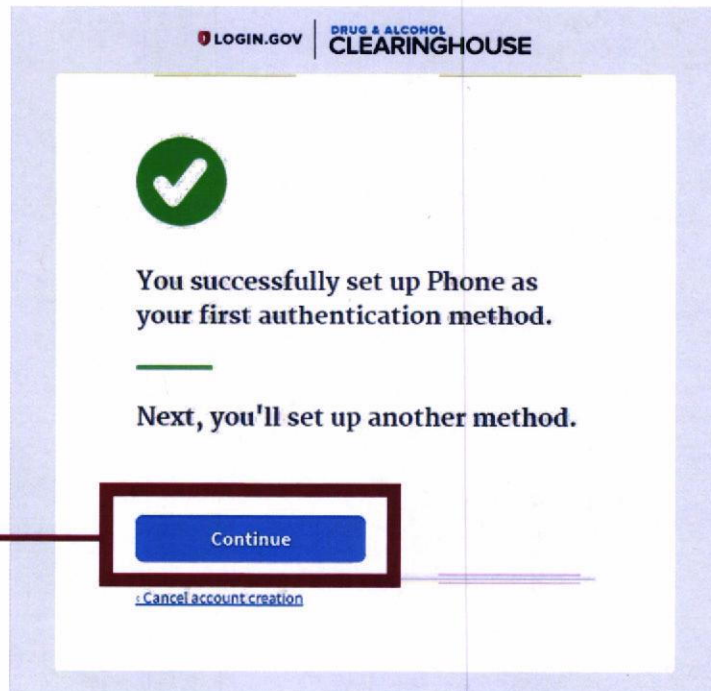 LOGIN.GOV
DRUG & ALCOHOL
CLEARINGHOUSE
You successfully set up Phone as
your first authentication method.
Next, you'll set up another method.
Continue
‹ Cancel account creation